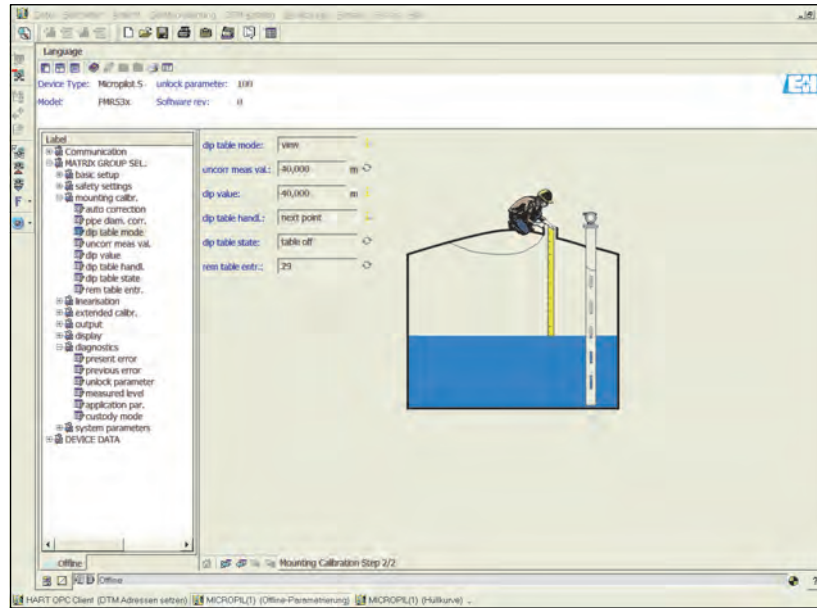 Language
Device Type: Micropilot S unlock parameter: 100
Model: FMR53x Software rev: 0
E+H
Label
Communication
MATRIX GROUP SEL.
basic setup
safety settings
mounting calibr.
auto correction
pipe diam. corr.
dip table mode
uncorr meas val.
dip value
dip table handl.
dip table state
rem table entr.
linearisation
extended calibr.
output
display
diagnostics
present error
previous error
unlock parameter
measured level
application par.
custody mode
system parameters
DEVICE DATA
dip table mode: view
uncorr meas val.: 40,000 m
dip value: 40,000 m
dip table handl.: next point
dip table state: table off
rem table entr.: 29
Offline
Mounting Calibration Step 2/2
Offline
HART OPC Client (DTM Adressen setzen) MICROPIL(1) (Offline-Parametrierung) MICROPIL(1) (Hüllkurve)